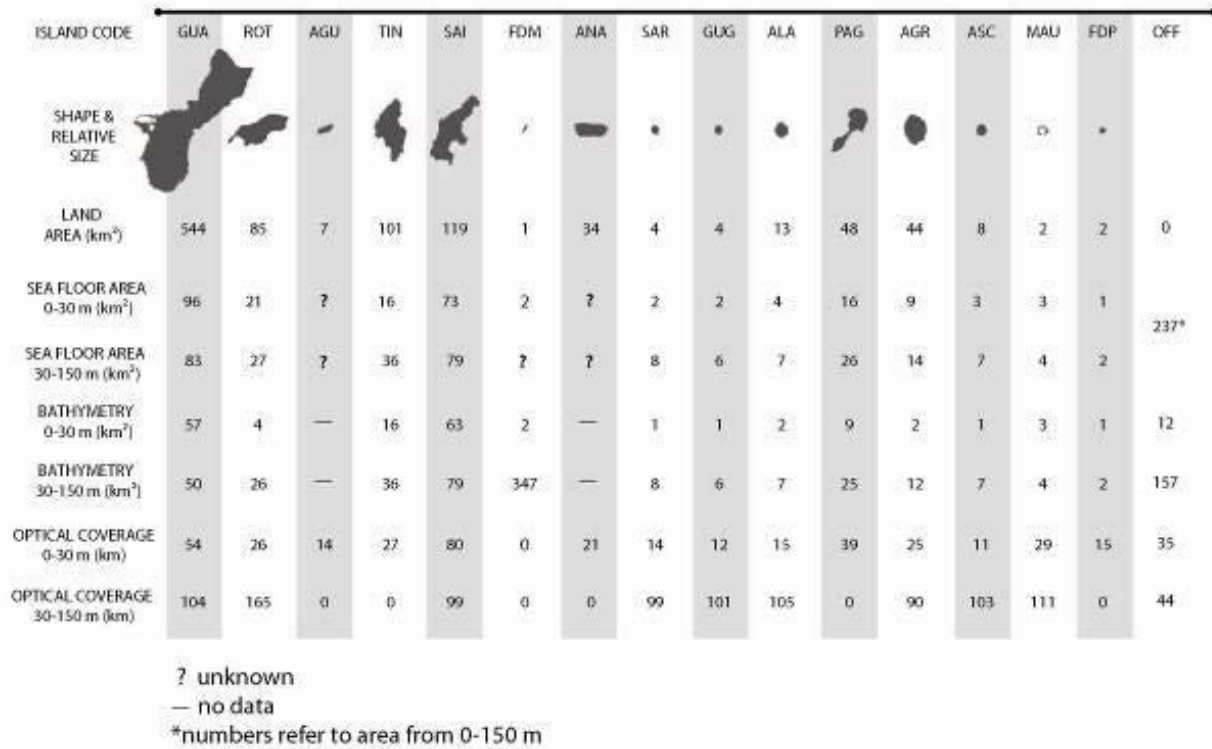 ISLAND CODE GUA ROT AGU TIN SAI FDM ANA SAR GUG ALA PAG AGR ASC MAU FDP OFF
SHAPE &
RELATIVE
SIZE
LAND
AREA (km²) 544 85 7 101 119 1 34 4 4 13 48 44 8 2 2 0
SEA FLOOR AREA
0-30 m (km²) 96 21 ? 16 73 2 ? 2 2 4 16 9 3 3 1
237*
SEA FLOOR AREA
30-150 m (km²) 83 27 ? 36 79 ? ? 8 6 7 26 14 7 4 2
BATHYMETRY
0-30 m (km²) 57 4 — 16 63 2 — 1 1 2 9 2 1 3 1 12
BATHYMETRY
30-150 m (km²) 50 26 — 36 79 347 — 8 6 7 25 12 7 4 2 157
OPTICAL COVERAGE
0-30 m (km) 54 26 14 27 80 0 21 14 12 15 39 25 11 29 15 35
OPTICAL COVERAGE
30-150 m (km) 104 165 0 0 99 0 0 99 101 105 0 90 103 111 0 44
? unknown
— no data
*numbers refer to area from 0-150 m